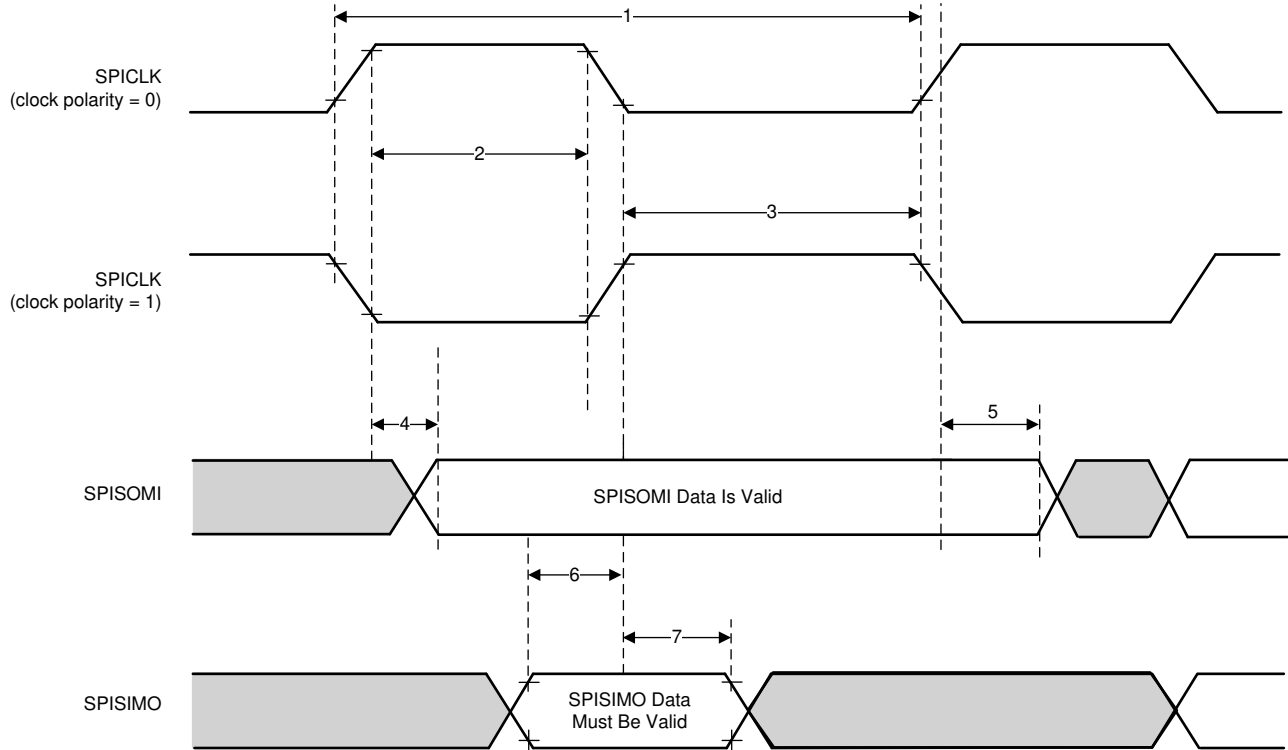 1
SPICLK
(clock polarity = 0)
2
3
SPICLK
(clock polarity = 1)
4
5
SPISOMI
SPISOMI Data Is Valid
6
7
SPISIMO
SPISIMO Data
Must Be Valid